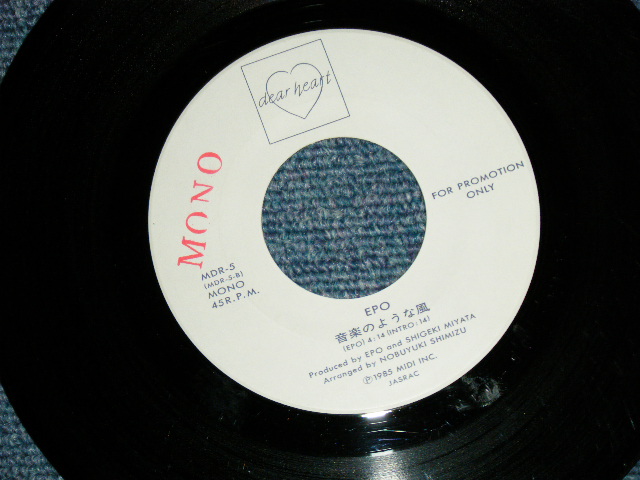 dear heart
MONO
FOR PROMOTION
ONLY
MDR-5
(MDR-5-B)
MONO
45R.P.M.
EPO
音楽のような風
(EPO) 4:14 (INTRO:14)
Produced by EPO and SHIGEKI MIYATA
Arranged by NOBUYUKI SHIMIZU
Ⓟ1985 MIDI INC.
JASRAC